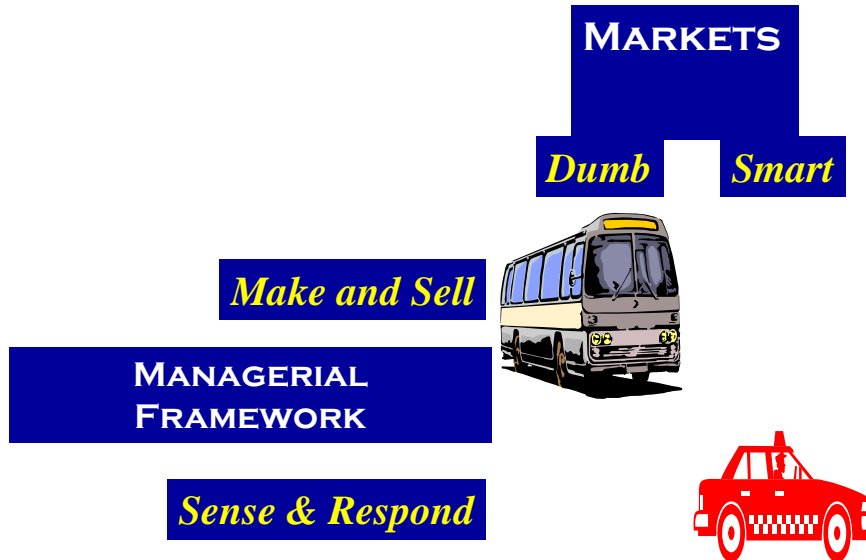 MARKETS
Dumb
Smart
Make and Sell
MANAGERIAL
FRAMEWORK
Sense & Respond